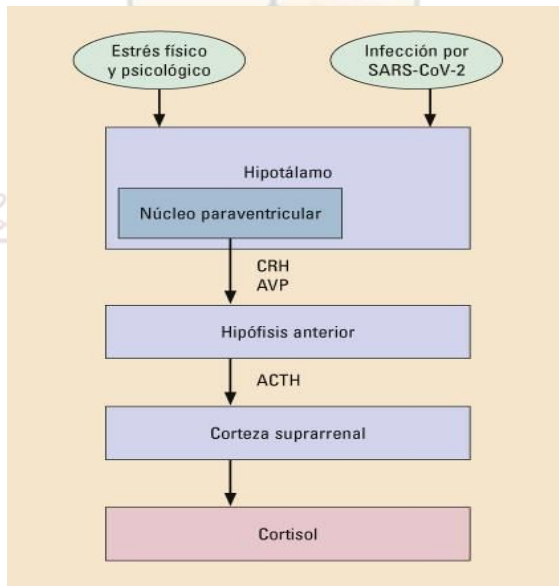 Estrés físico
y psicológico
Infección por
SARS-CoV-2
Hipotálamo
Núcleo paraventricular
CRH
AVP
Hipófisis anterior
ACTH
Corteza suprarrenal
Cortisol